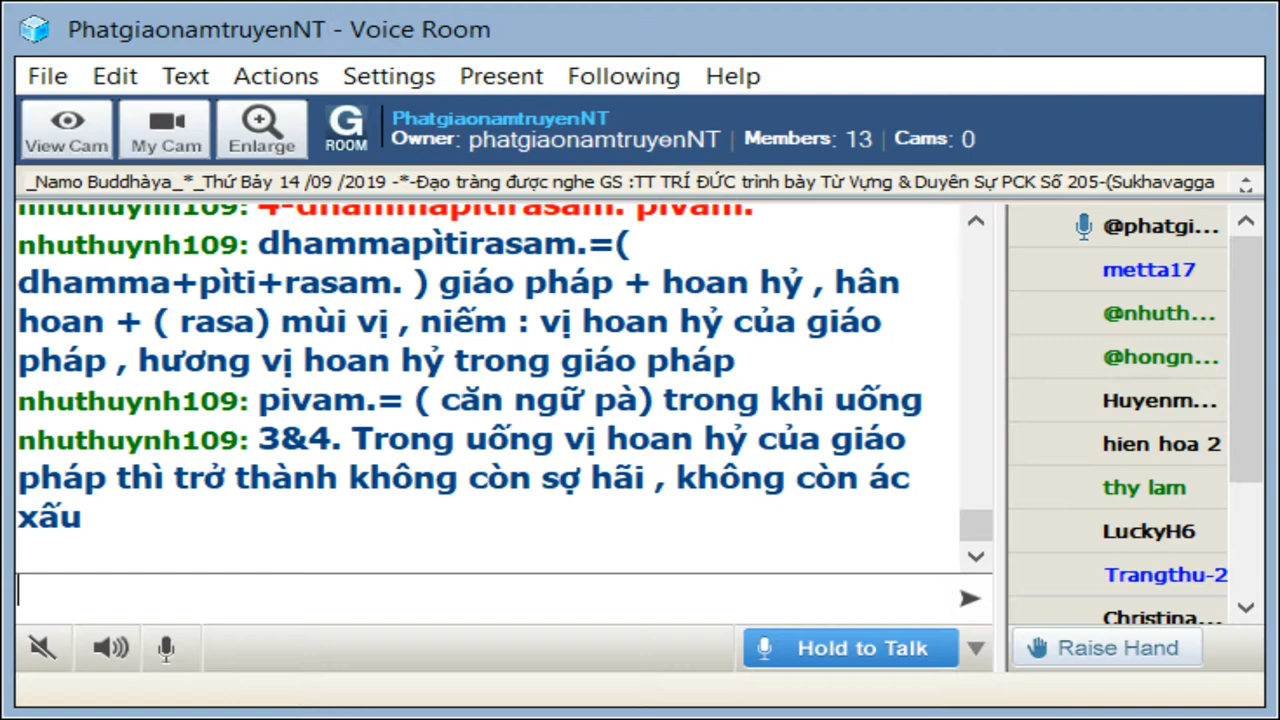 PhatgiaonamtruyenNT - Voice Room
File Edit Text Actions Settings Present Following Help
View Cam My Cam Enlarge G ROOM
PhatgiaonamtruyenNT
Owner: phatgiaonamtruyenNT | Members: 13 | Cams: 0
_Namo Buddhàya_*_Thứ Bảy 14 /09 /2019 -*-Đạo tràng được nghe GS :TT TRÍ ĐỨC trình bày Từ Vựng & Duyên Sự PCK Số 205-(Sukhavagga
nhuthuynh109: 4-dhammapìtirasam. pivam.
nhuthuynh109: dhammapìtirasam.=(
dhamma+pìti+rasam. ) giáo pháp + hoan hỷ , hân
hoan + ( rasa) mùi vị , niếm : vị hoan hỷ của giáo
pháp , hương vị hoan hỷ trong giáo pháp
nhuthuynh109: pivam.= ( căn ngữ pà) trong khi uống
nhuthuynh109: 3&4. Trong uống vị hoan hỷ của giáo
pháp thì trở thành không còn sợ hãi , không còn ác
xấu
@phatgi...
metta17
@nhuth...
@hongn...
Huyenm...
hien hoa 2
thy lam
LuckyH6
Trangthu-2
Christina...
Hold to Talk
Raise Hand